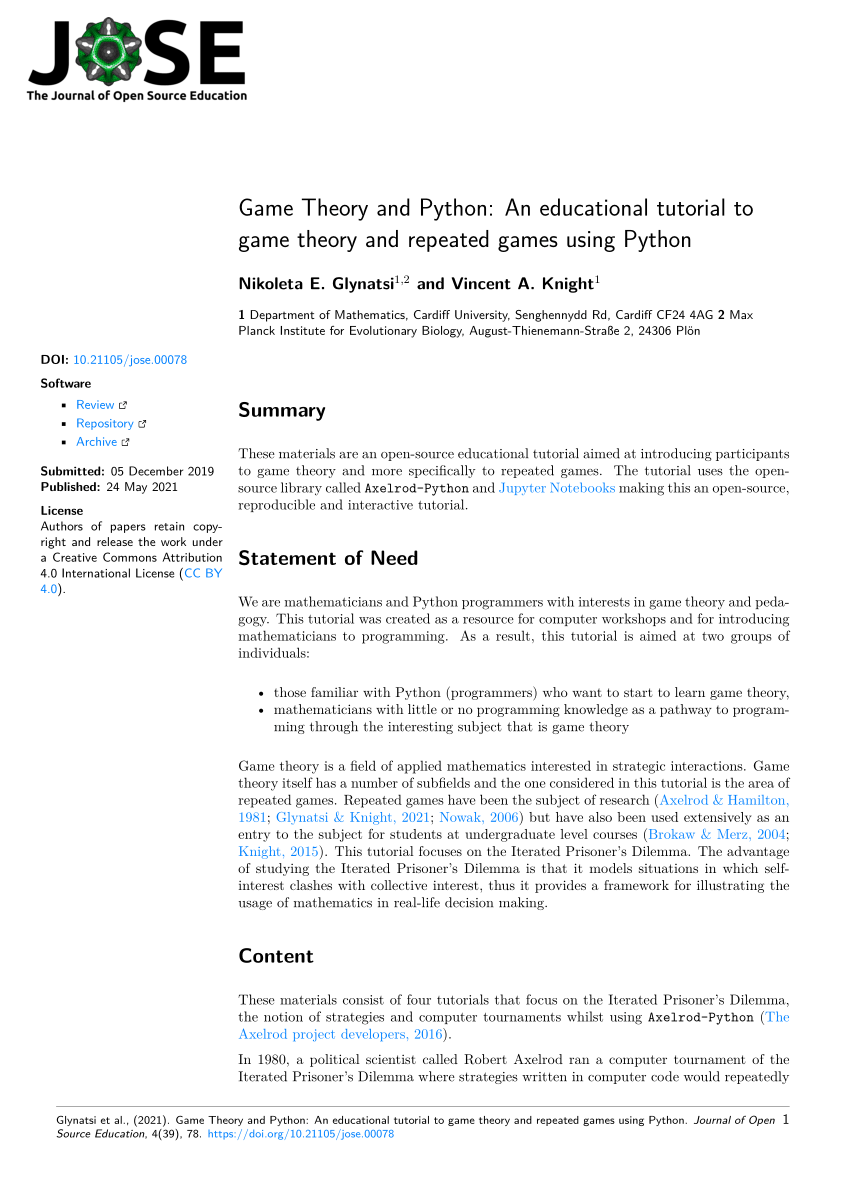 JOSE
The Journal of Open Source Education
Game Theory and Python: An educational tutorial to
game theory and repeated games using Python
Nikoleta E. Glynatsi1,2 and Vincent A. Knight1
1 Department of Mathematics, Cardiff University, Senghennydd Rd, Cardiff CF24 4AG 2 Max
Planck Institute for Evolutionary Biology, August-Thienemann-Straße 2, 24306 Plön
DOI: 10.21105/jose.00078
Software
▪ Review
▪ Repository
▪ Archive
Submitted: 05 December 2019
Published: 24 May 2021
License
Authors of papers retain copy-
right and release the work under
a Creative Commons Attribution
4.0 International License (CC BY
4.0).
Summary
These materials are an open-source educational tutorial aimed at introducing participants
to game theory and more specifically to repeated games. The tutorial uses the open-
source library called Axelrod-Python and Jupyter Notebooks making this an open-source,
reproducible and interactive tutorial.
Statement of Need
We are mathematicians and Python programmers with interests in game theory and peda-
gogy. This tutorial was created as a resource for computer workshops and for introducing
mathematicians to programming. As a result, this tutorial is aimed at two groups of
individuals:
• those familiar with Python (programmers) who want to start to learn game theory,
• mathematicians with little or no programming knowledge as a pathway to program-
ming through the interesting subject that is game theory
Game theory is a field of applied mathematics interested in strategic interactions. Game
theory itself has a number of subfields and the one considered in this tutorial is the area of
repeated games. Repeated games have been the subject of research (Axelrod & Hamilton,
1981; Glynatsi & Knight, 2021; Nowak, 2006) but have also been used extensively as an
entry to the subject for students at undergraduate level courses (Brokaw & Merz, 2004;
Knight, 2015). This tutorial focuses on the Iterated Prisoner's Dilemma. The advantage
of studying the Iterated Prisoner's Dilemma is that it models situations in which self-
interest clashes with collective interest, thus it provides a framework for illustrating the
usage of mathematics in real-life decision making.
Content
These materials consist of four tutorials that focus on the Iterated Prisoner's Dilemma,
the notion of strategies and computer tournaments whilst using Axelrod-Python (The
Axelrod project developers, 2016).
In 1980, a political scientist called Robert Axelrod ran a computer tournament of the
Iterated Prisoner's Dilemma where strategies written in computer code would repeatedly
Glynatsi et al., (2021). Game Theory and Python: An educational tutorial to game theory and repeated games using Python. Journal of Open 1
Source Education, 4(39), 78. https://doi.org/10.21105/jose.00078